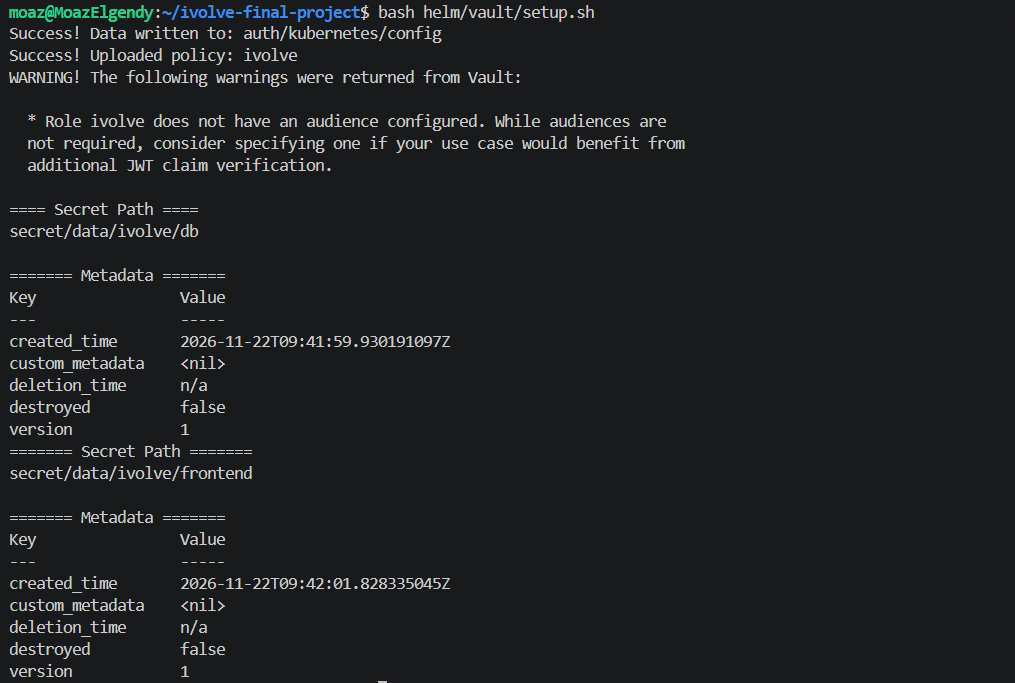 moaz@MoazElgendy:~/ivolve-final-project$ bash helm/vault/setup.sh
Success! Data written to: auth/kubernetes/config
Success! Uploaded policy: ivolve
WARNING! The following warnings were returned from Vault:

  * Role ivolve does not have an audience configured. While audiences are
  not required, consider specifying one if your use case would benefit from
  additional JWT claim verification.

==== Secret Path ====
secret/data/ivolve/db

======= Metadata =======
Key                Value
---                -----
created_time       2026-11-22T09:41:59.930191097Z
custom_metadata    <nil>
deletion_time      n/a
destroyed          false
version            1
======= Secret Path =======
secret/data/ivolve/frontend

======= Metadata =======
Key                Value
---                -----
created_time       2026-11-22T09:42:01.828335045Z
custom_metadata    <nil>
deletion_time      n/a
destroyed          false
version            1